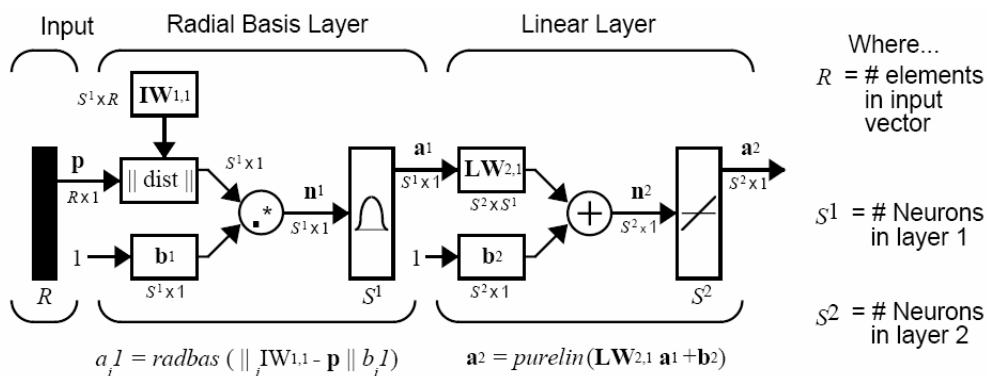 Input
Radial Basis Layer
Linear Layer
Where...
R = # elements
in input
vector
S1 = # Neurons
in layer 1
S2 = # Neurons
in layer 2
S1 x R
IW1,1
p
R x 1
|| dist ||
S1 x 1
.*
n1
S1 x 1
1
b1
S1 x 1
R
a1
S1 x 1
S1
LW2,1
S2 x S1
1
b2
S2 x 1
+
n2
S2 x 1
S2
a2
S2 x 1
ai1 = radbas ( || iIW1,1 - p || bi1)
a2 = purelin(LW2,1 a1 +b2)